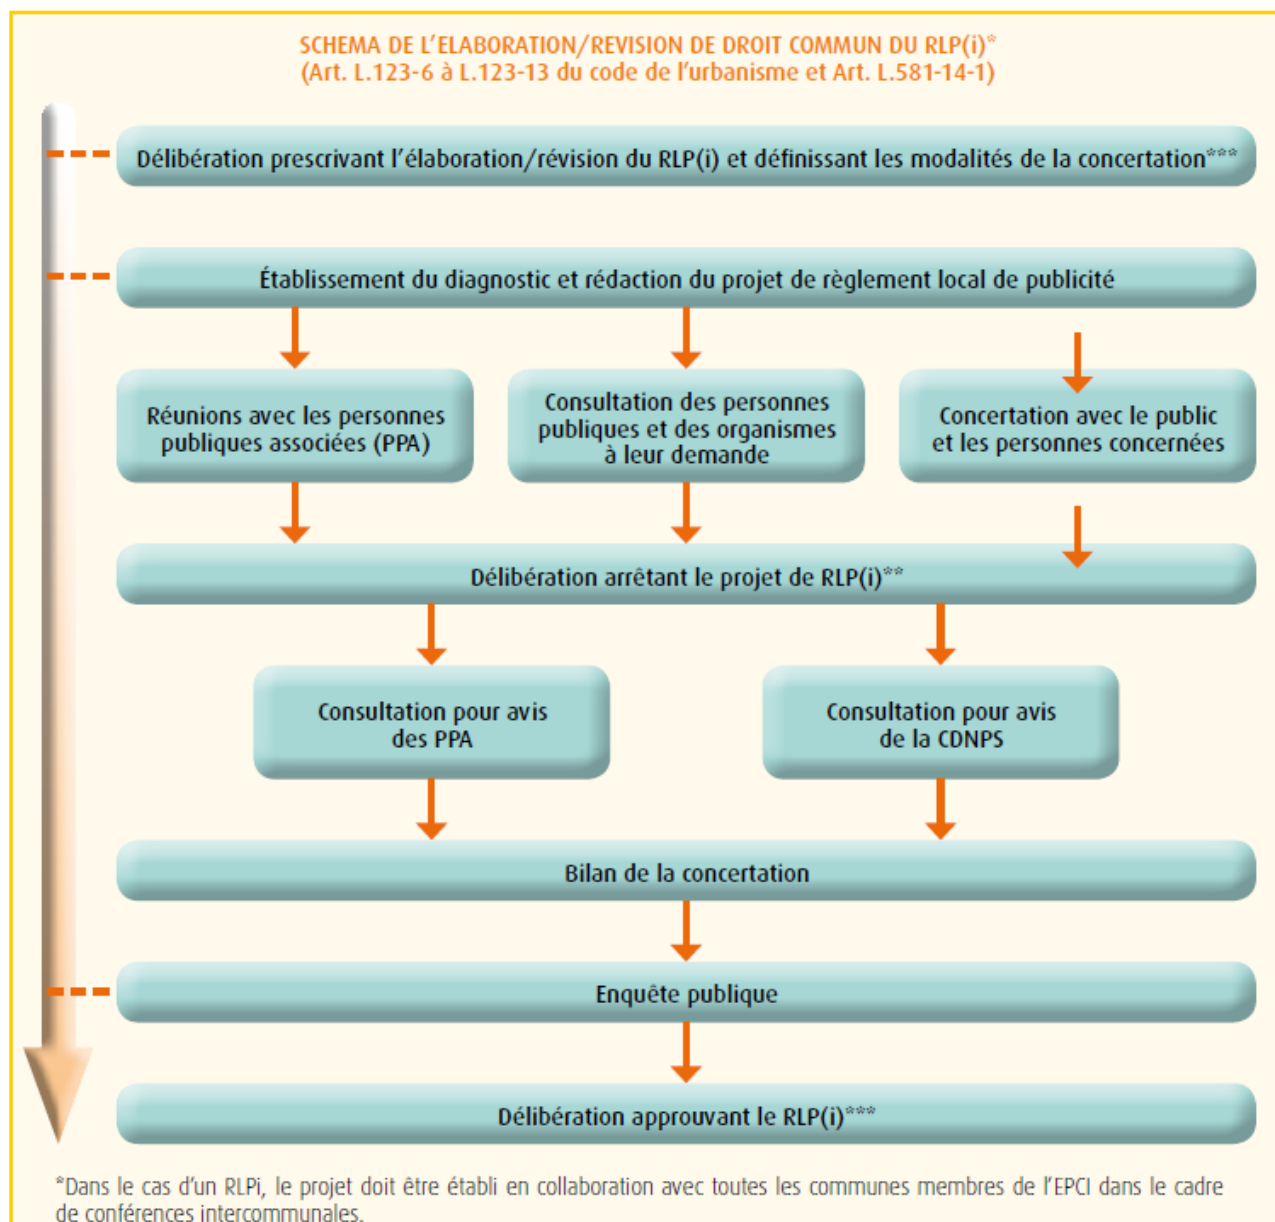 SCHEMA DE L'ELABORATION/REVISION DE DROIT COMMUN DU RLP(i)*
(Art. L.123-6 à L.123-13 du code de l'urbanisme et Art. L.581-14-1)
Délibération prescrivant l'élaboration/révision du RLP(i) et définissant les modalités de la concertation***
Établissement du diagnostic et rédaction du projet de règlement local de publicité
Réunions avec les personnes
publiques associées (PPA)
Consultation des personnes
publiques et des organismes
à leur demande
Concertation avec le public
et les personnes concernées
Délibération arrêtant le projet de RLP(i)**
Consultation pour avis
des PPA
Consultation pour avis
de la CDNPS
Bilan de la concertation
Enquête publique
Délibération approuvant le RLP(i)***
*Dans le cas d'un RLPi, le projet doit être établi en collaboration avec toutes les communes membres de l'EPCI dans le cadre
de conférences intercommunales.